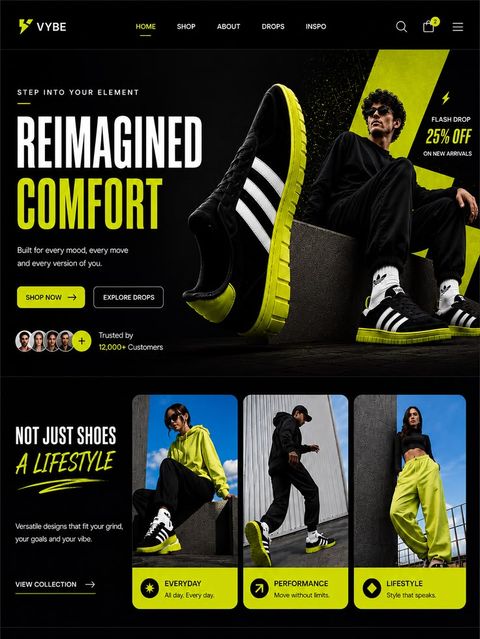 VYBE
HOME SHOP ABOUT DROPS INSPO
2
STEP INTO YOUR ELEMENT
REIMAGINED
COMFORT
Built for every mood, every move
and every version of you.
SHOP NOW
EXPLORE DROPS
+
Trusted by
12,000+ Customers
FLASH DROP
25% OFF
ON NEW ARRIVALS
NOT JUST SHOES
A LIFESTYLE
Versatile designs that fit your grind,
your goals and your vibe.
VIEW COLLECTION
EVERYDAY
All day. Every day.
PERFORMANCE
Move without limits.
LIFESTYLE
Style that speaks.